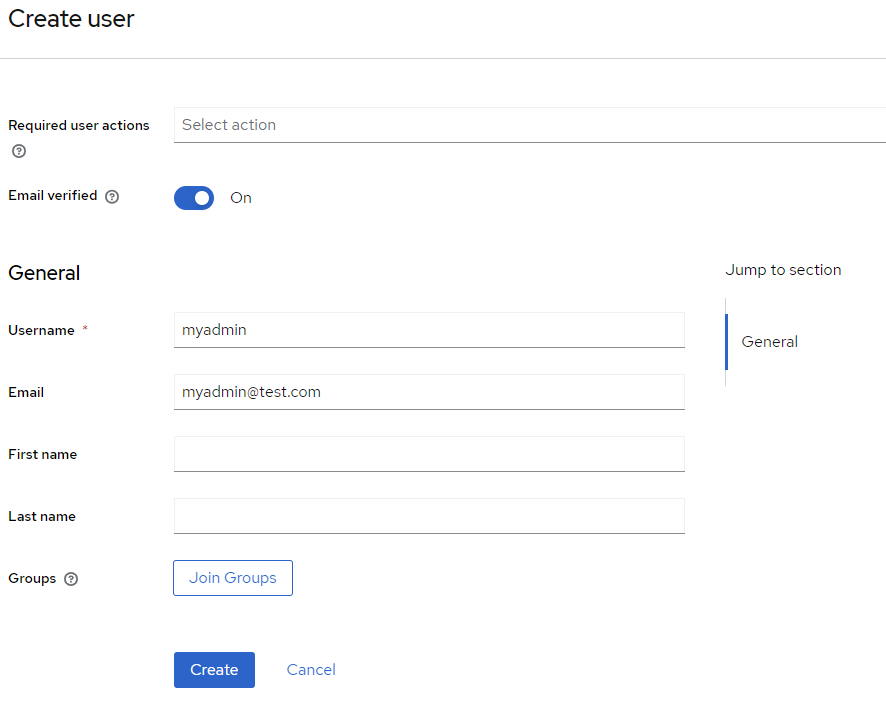 Create user
Required user actions
Select action
Email verified
On
General
Jump to section
General
Username *
myadmin
Email
myadmin@test.com
First name
Last name
Groups
Join Groups
Create Cancel